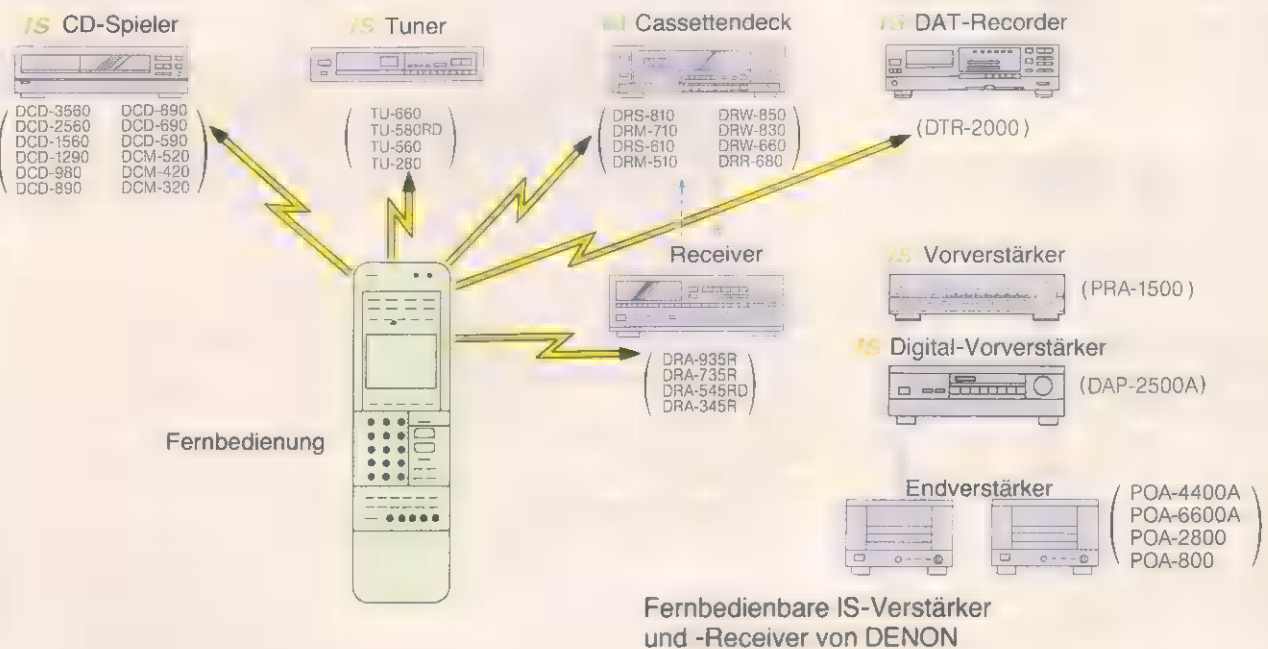 IS CD-Spieler
DCD-3560 DCD-890
DCD-2560 DCD-690
DCD-1560 DCD-590
DCD-1290 DCM-520
DCD-980 DCM-420
DCD-890 DCM-320
IS Tuner
TU-660
TU-580RD
TU-560
TU-280
Cassettendeck
DRS-810 DRW-850
DRM-710 DRW-830
DRS-610 DRW-660
DRM-510 DRR-680
IS DAT-Recorder
(DTR-2000)
Receiver
DRA-935R
DRA-735R
DRA-545RD
DRA-345R
IS Vorverstärker
(PRA-1500)
IS Digital-Vorverstärker
(DAP-2500A)
Fernbedienung
Endverstärker
POA-4400A
POA-6600A
POA-2800
POA-800
Fernbedienbare IS-Verstärker
und -Receiver von DENON